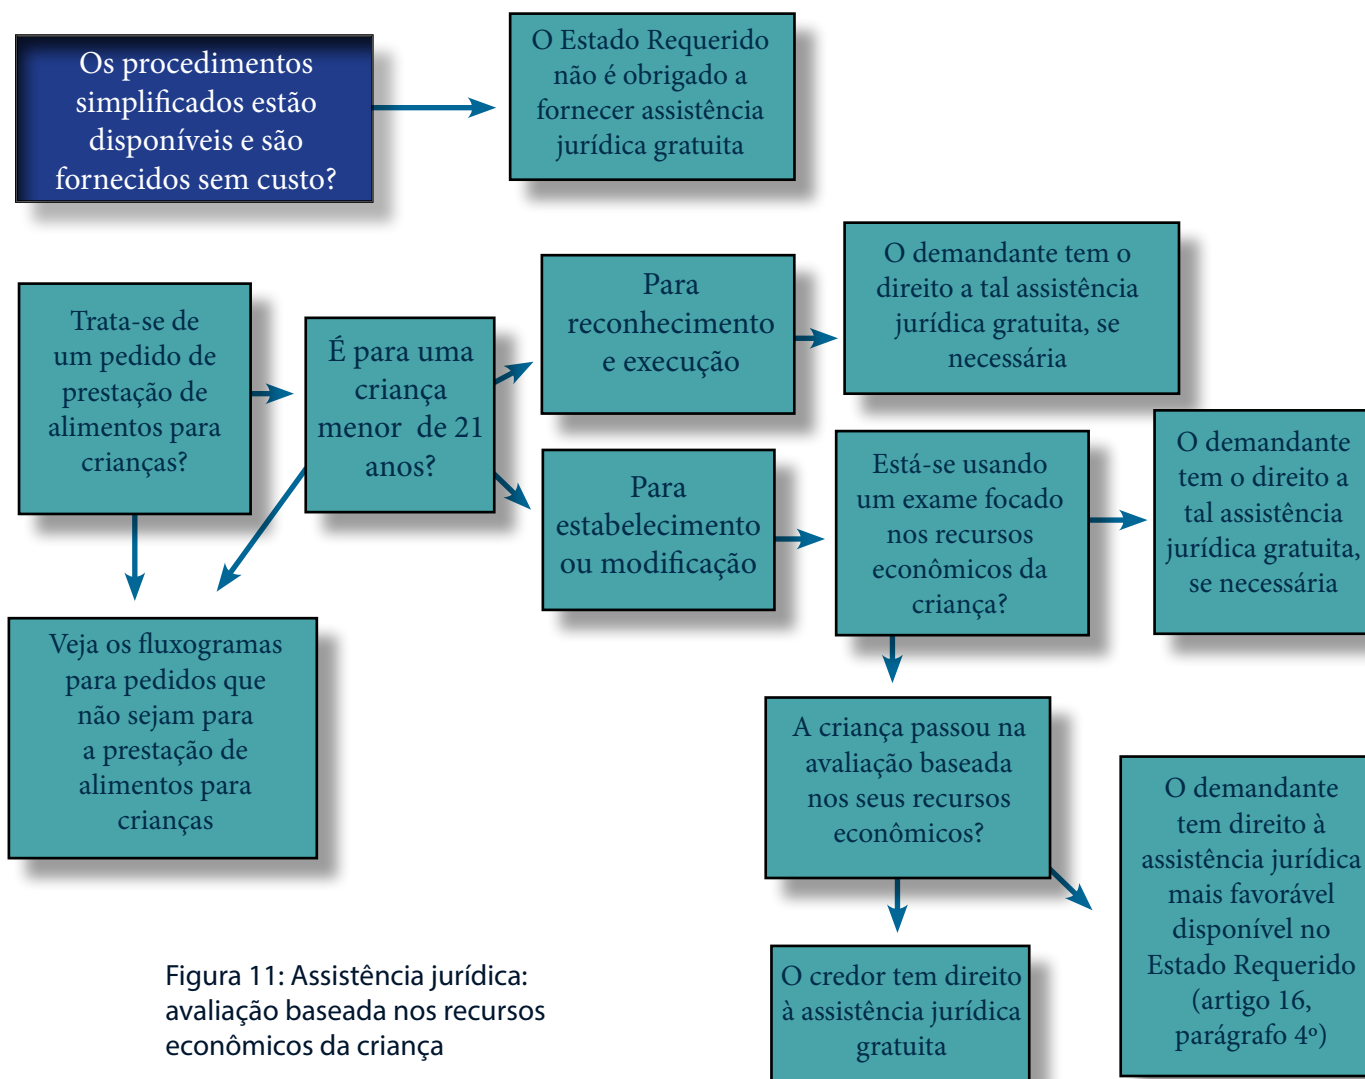 Os procedimentos
simplificados estão
disponíveis e são
fornecidos sem custo?
O Estado Requerido
não é obrigado a
fornecer assistência
jurídica gratuita
Trata-se de
um pedido de
prestação de
alimentos para
crianças?
É para uma
criança
menor  de 21
anos?
Para
reconhecimento
e execução
O demandante tem o
direito a tal assistência
jurídica gratuita, se
necessária
Para
estabelecimento
ou modificação
Está-se usando
um exame focado
nos recursos
econômicos da
criança?
O demandante
tem o direito a
tal assistência
jurídica gratuita,
se necessária
Veja os fluxogramas
para pedidos que
não sejam para
a prestação de
alimentos para
crianças
A criança passou na
avaliação baseada
nos seus recursos
econômicos?
O demandante
tem direito à
assistência jurídica
mais favorável
disponível no
Estado Requerido
(artigo 16,
parágrafo 4º)
O credor tem direito
à assistência jurídica
gratuita
Figura 11: Assistência jurídica:
avaliação baseada nos recursos
econômicos da criança